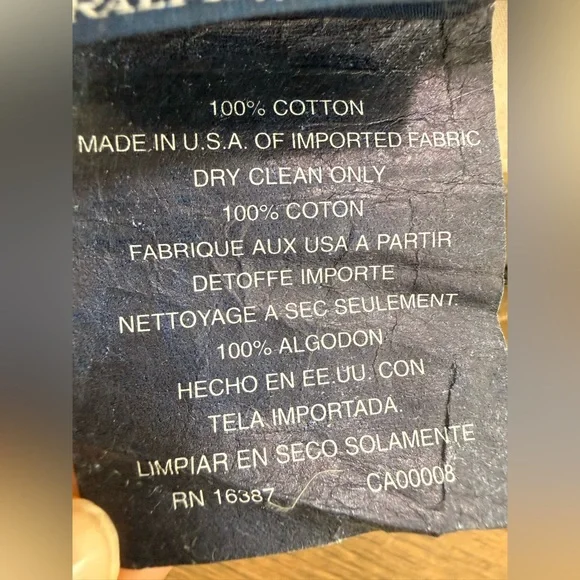 100% COTTON
MADE IN U.S.A. OF IMPORTED FABRIC
DRY CLEAN ONLY
100% COTON
FABRIQUE AUX USA A PARTIR
DETOFFE IMPORTE
NETTOYAGE A SEC SEULEMENT.
100% ALGODON
HECHO EN EE.UU. CON
TELA IMPORTADA.
LIMPIAR EN SECO SOLAMENTE
RN 16387 CA00008